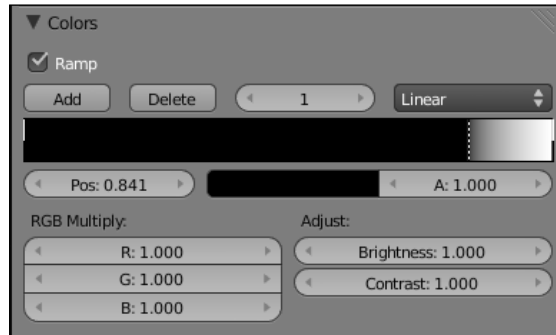 Colors
Ramp
Add Delete 1 Linear
Pos: 0.841 A: 1.000
RGB Multiply: Adjust:
R: 1.000 Brightness: 1.000
G: 1.000 Contrast: 1.000
B: 1.000